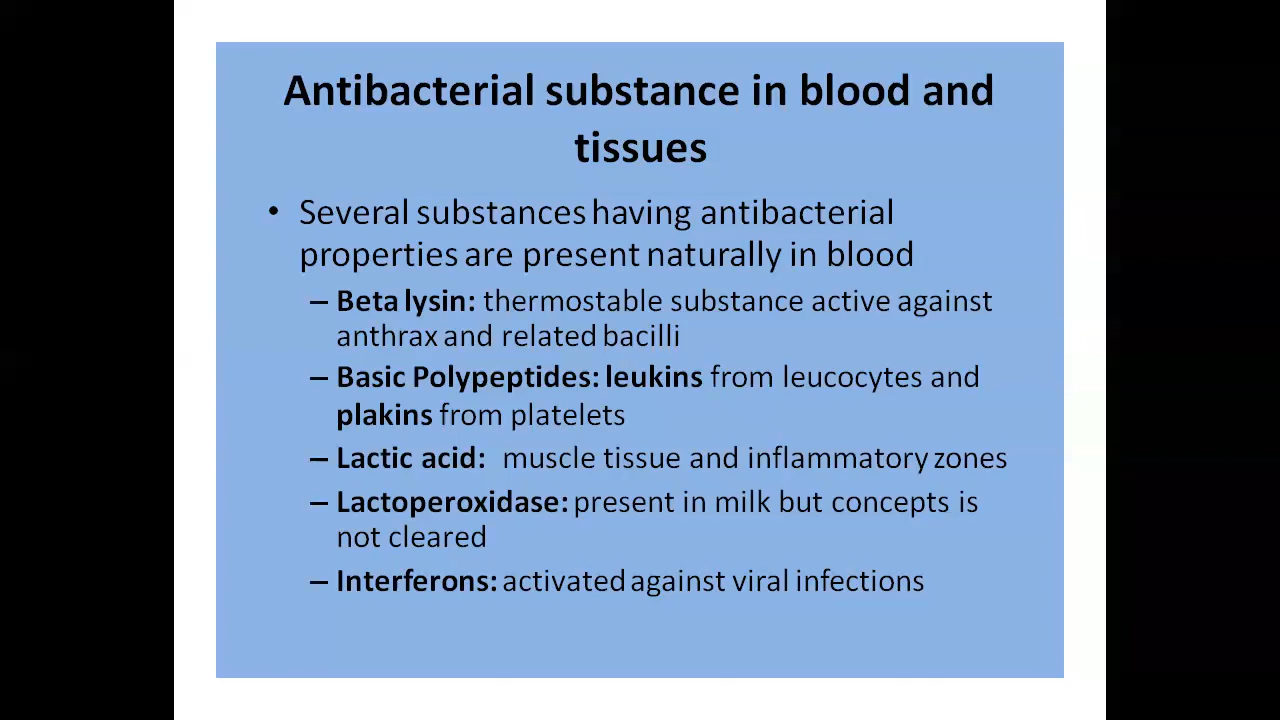 Antibacterial substance in blood and
tissues
• Several substances having antibacterial
properties are present naturally in blood
– Beta lysin: thermostable substance active against
anthrax and related bacilli
– Basic Polypeptides: leukins from leucocytes and
plakins from platelets
– Lactic acid: muscle tissue and inflammatory zones
– Lactoperoxidase: present in milk but concepts is
not cleared
– Interferons: activated against viral infections